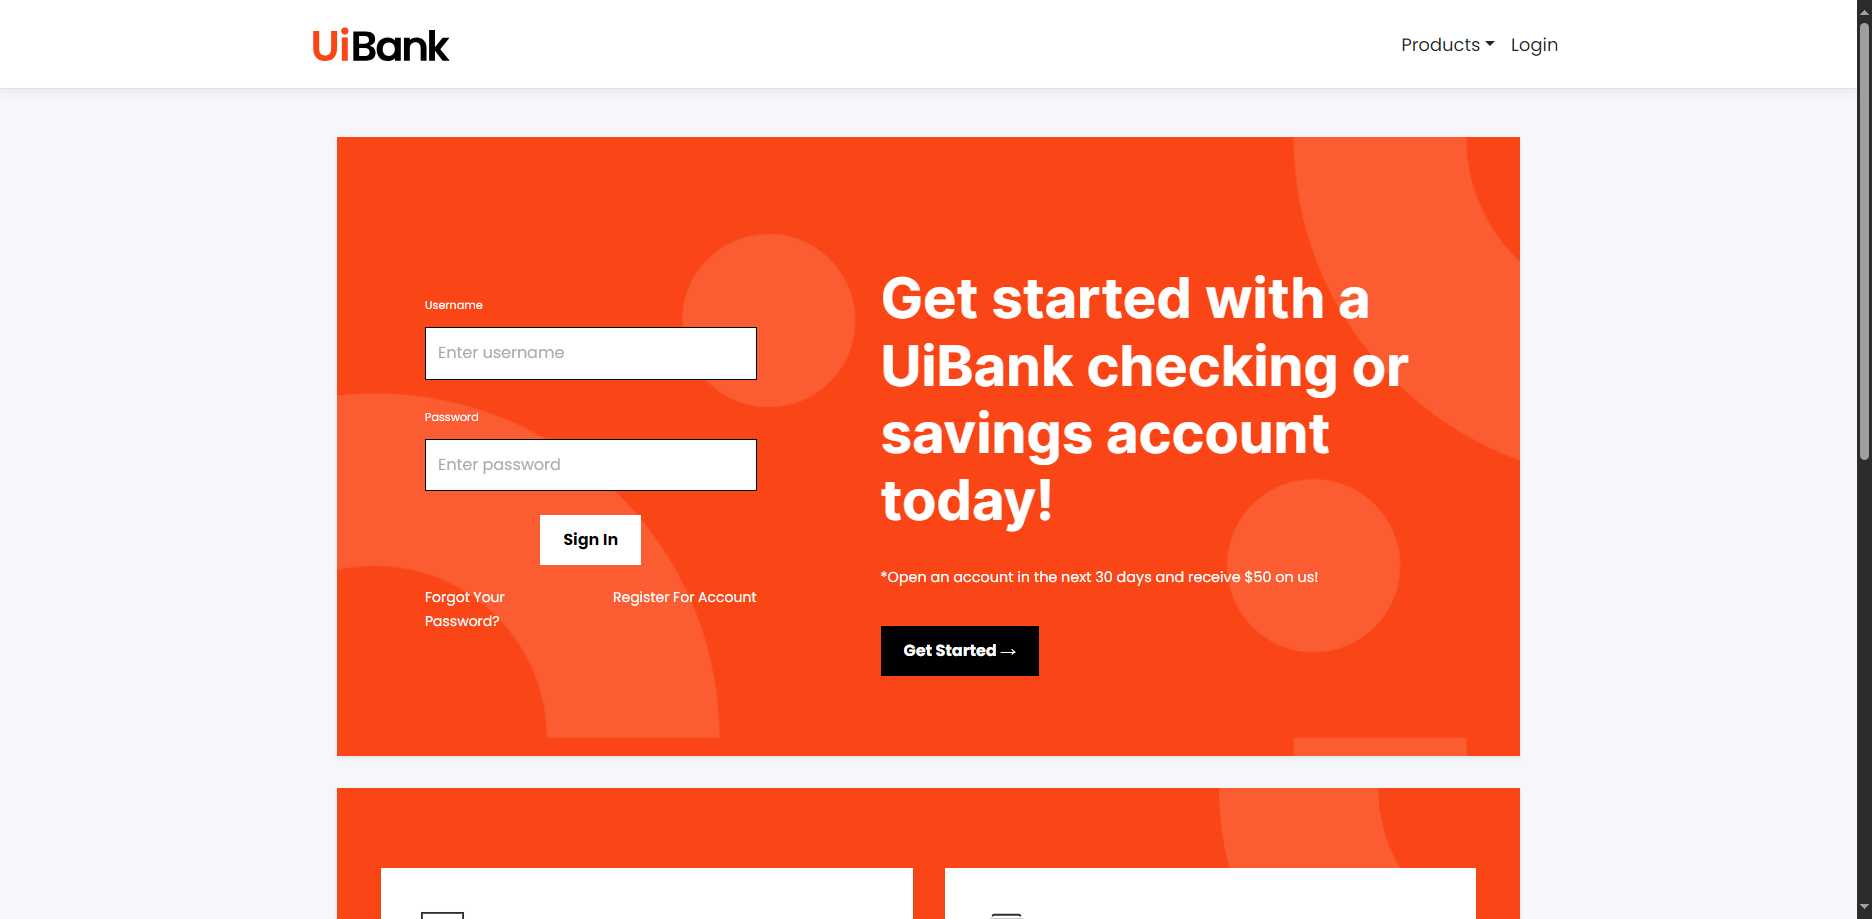 UiBank
Products
Login
Username
Enter username
Password
Enter password
Sign In
Forgot Your
Password?
Register For Account
Get started with a
UiBank checking or
savings account
today!
*Open an account in the next 30 days and receive $50 on us!
Get Started →